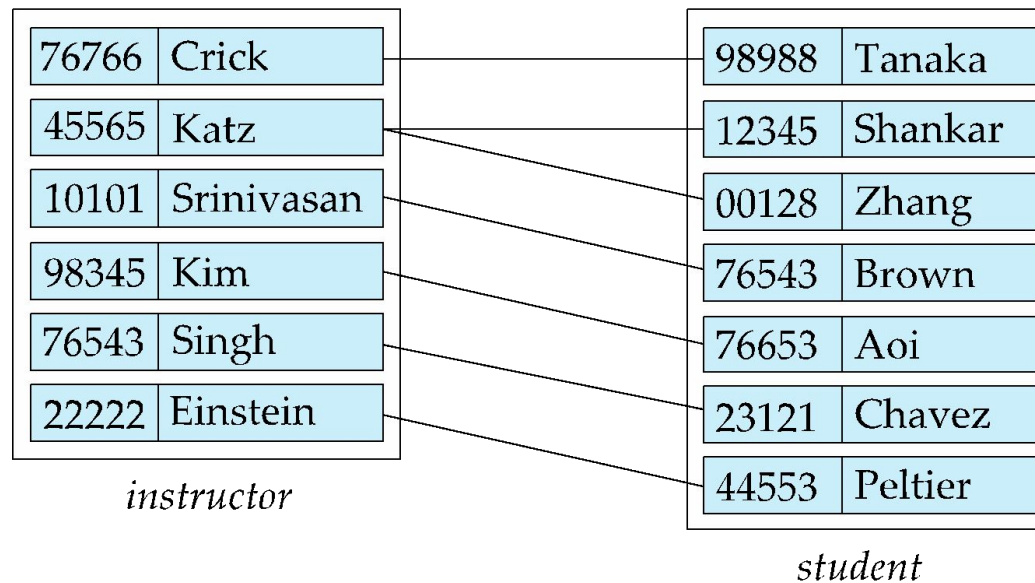 76766 Crick
45565 Katz
10101 Srinivasan
98345 Kim
76543 Singh
22222 Einstein
instructor
98988 Tanaka
12345 Shankar
00128 Zhang
76543 Brown
76653 Aoi
23121 Chavez
44553 Peltier
student